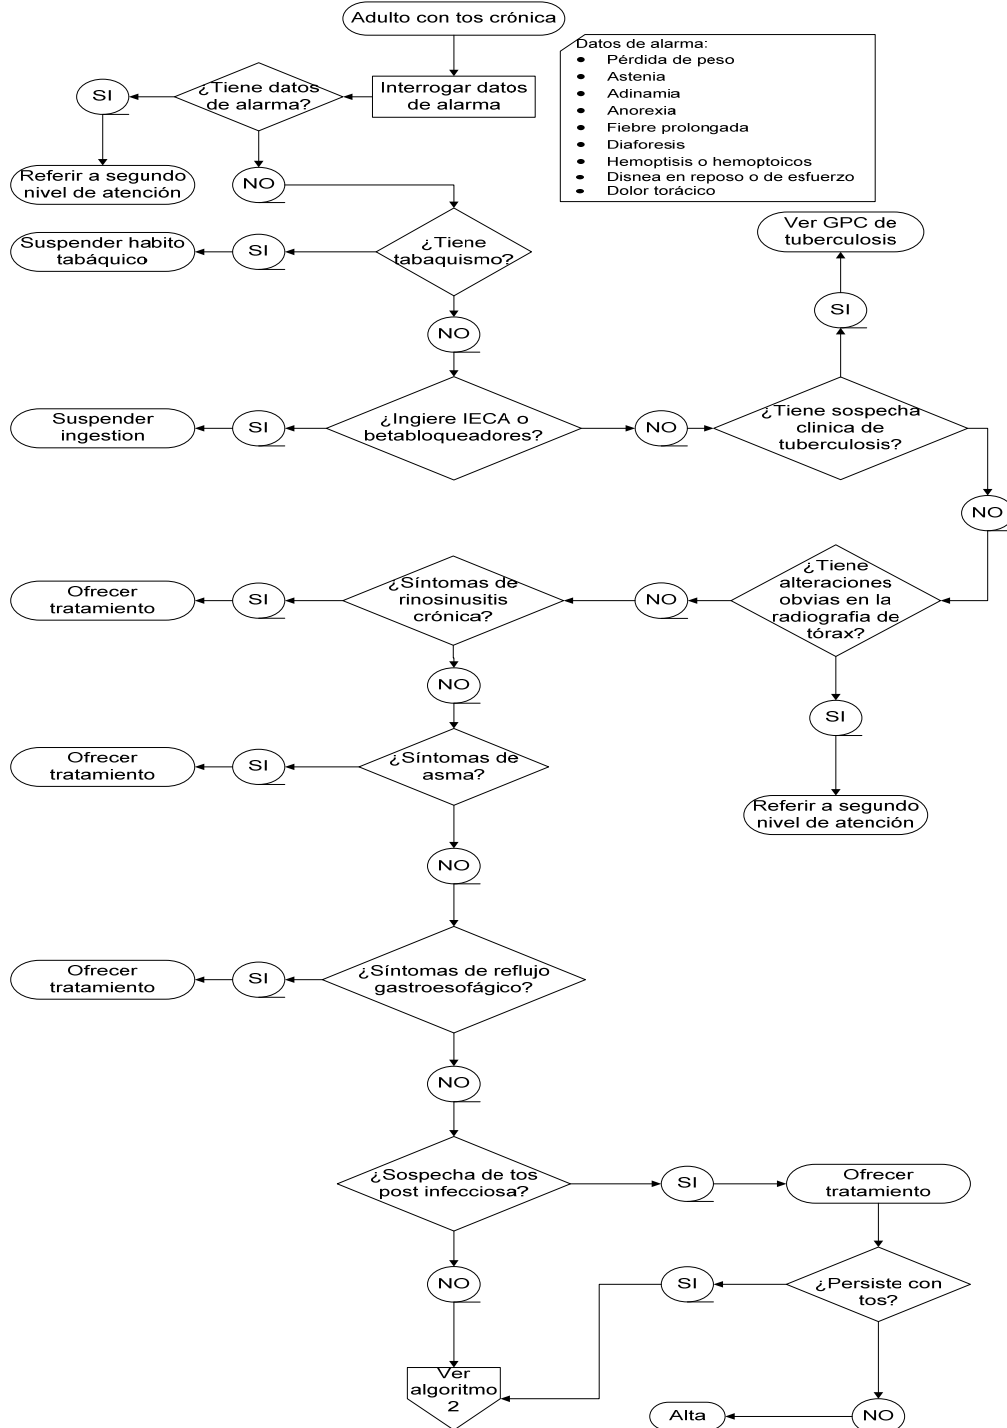 Adulto con tos crónica
Datos de alarma:
• Pérdida de peso
• Astenia
• Adinamia
• Anorexia
• Fiebre prolongada
• Diaforesis
• Hemoptisis o hemoptoicos
• Disnea en reposo o de esfuerzo
• Dolor torácico
Interrogar datos
de alarma
¿Tiene datos
de alarma?
SI
Referir a segundo
nivel de atención
NO
¿Tiene
tabaquismo?
SI
Suspender habito
tabáquico
NO
¿Ingiere IECA o
betabloqueadores?
SI
Suspender
ingestion
NO
¿Tiene sospecha
clinica de
tuberculosis?
SI
Ver GPC de
tuberculosis
NO
¿Tiene
alteraciones
obvias en la
radiografia de
tórax?
SI
Referir a segundo
nivel de atención
NO
¿Síntomas de
rinosinusitis
crónica?
SI
Ofrecer
tratamiento
NO
¿Síntomas de
asma?
SI
Ofrecer
tratamiento
NO
¿Síntomas de reflujo
gastroesofágico?
SI
Ofrecer
tratamiento
NO
¿Sospecha de tos
post infecciosa?
SI
Ofrecer
tratamiento
¿Persiste con
tos?
SI
NO
Alta
NO
Ver
algoritmo
2